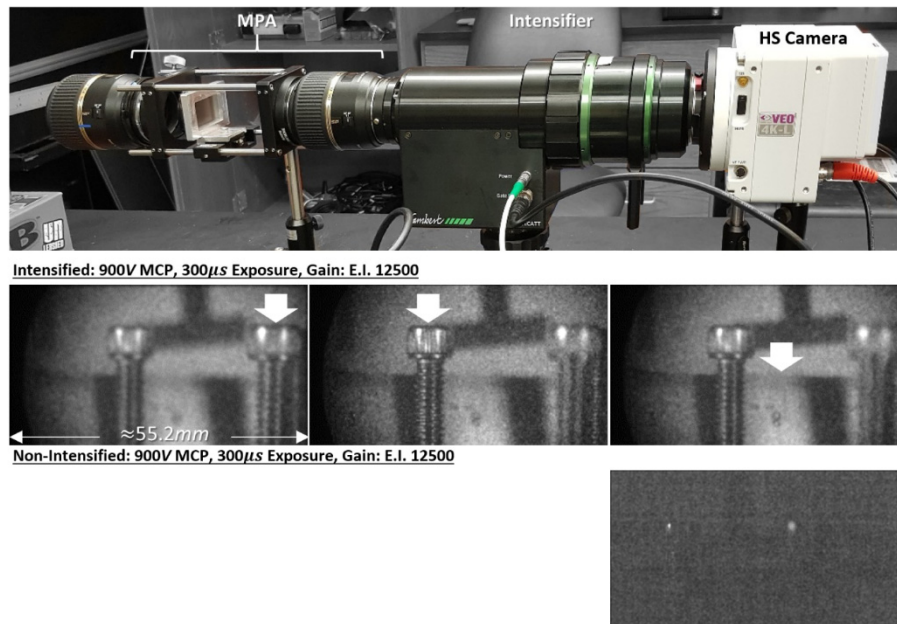 MPA
Intensifier
HS Camera
VEO
4K-L
Power
Lambert
Intensified: 900V MCP, 300μs Exposure, Gain: E.I. 12500
≈55.2mm
Non-Intensified: 900V MCP, 300μs Exposure, Gain: E.I. 12500